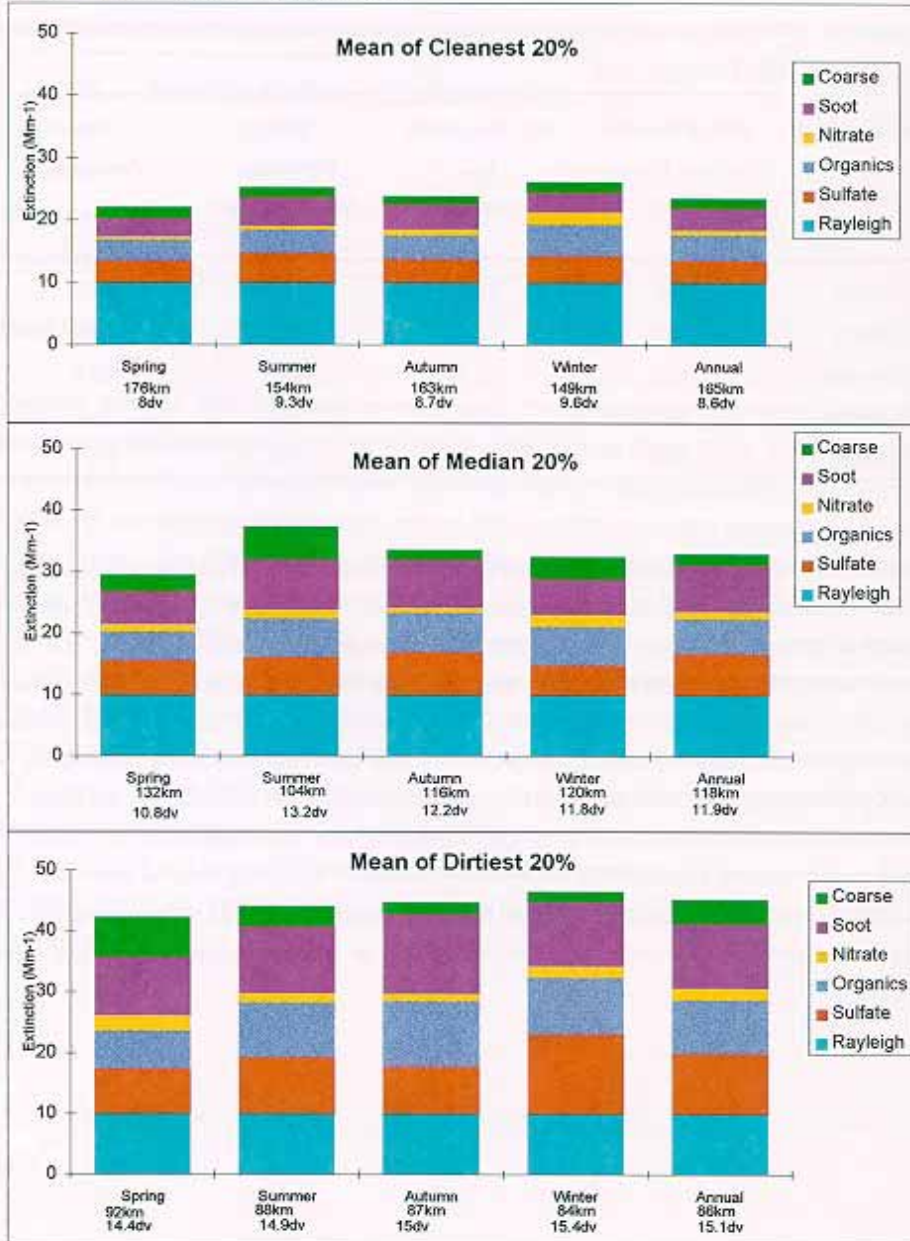 Mean of Cleanest 20%
50
40
30
20
10
0
Extinction (Mm-1)
Coarse
Soot
Nitrate
Organics
Sulfate
Rayleigh
Spring Summer Autumn Winter Annual
176km 154km 163km 149km 165km
8dv 9.3dv 8.7dv 9.6dv 8.6dv
Mean of Median 20%
50
40
30
20
10
0
Extinction (Mm-1)
Coarse
Soot
Nitrate
Organics
Sulfate
Rayleigh
Spring Summer Autumn Winter Annual
132km 104km 116km 120km 118km
10.8dv 13.2dv 12.2dv 11.8dv 11.9dv
Mean of Dirtiest 20%
50
40
30
20
10
0
Extinction (Mm-1)
Coarse
Soot
Nitrate
Organics
Sulfate
Rayleigh
Spring Summer Autumn Winter Annual
92km 88km 87km 84km 86km
14.4dv 14.9dv 15dv 15.4dv 15.1dv